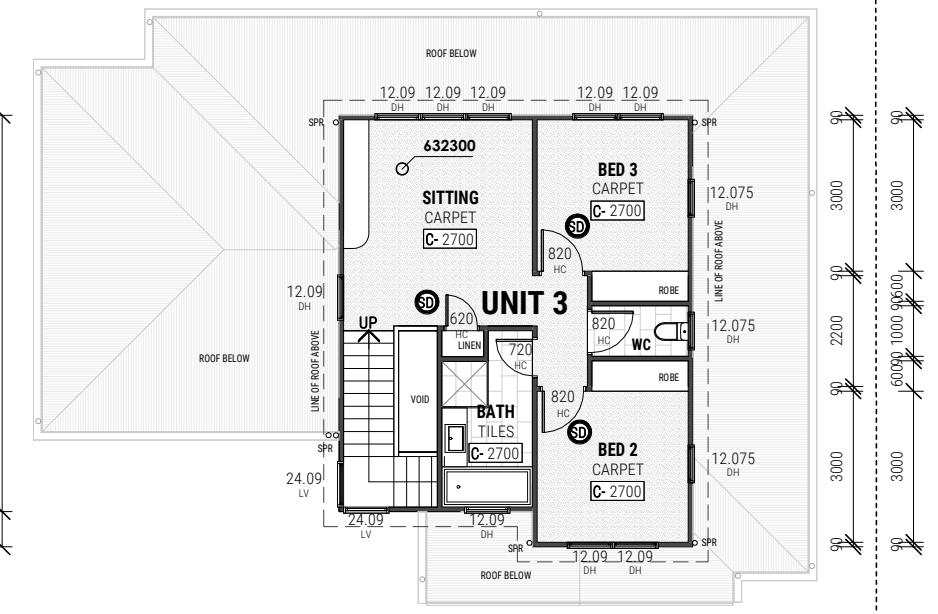 ROOF BELOW
12.09 12.09 12.09
DH DH DH
12.09 12.09
DH DH
SPR
SPR
632300
SITTING
CARPET
C- 2700
BED 3
CARPET
C- 2700
SD
12.075
DH
820
HC
LINE OF ROOF ABOVE
ROBE
12.09
DH
SD
UNIT 3
620
HC
LINEN
UP
820
HC
WC
12.075
DH
720
HC
ROOF BELOW
LINE OF ROOF ABOVE
VOID
ROBE
820
HC
BATH
TILES
C- 2700
SD
BED 2
CARPET
C- 2700
SPR
12.075
DH
24.09
LV
24.09
LV
12.09
DH
SPR
12.09 12.09
DH DH
SPR
ROOF BELOW
90
3000
90
2200
90
3000
90
90
3000
90
600
90
1000
90
600
3000
90